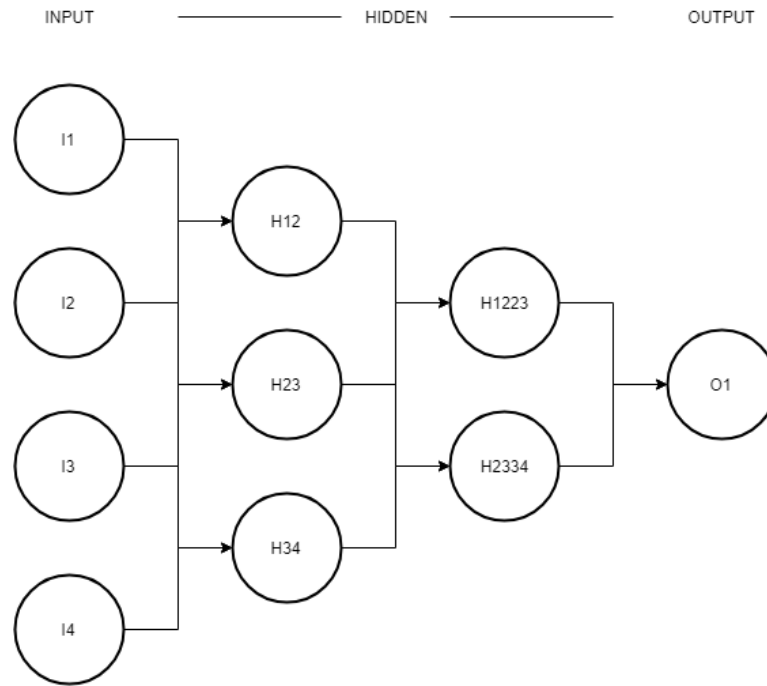 INPUT
HIDDEN
OUTPUT
I1
H12
I2
H1223
H23
O1
I3
H2334
H34
I4